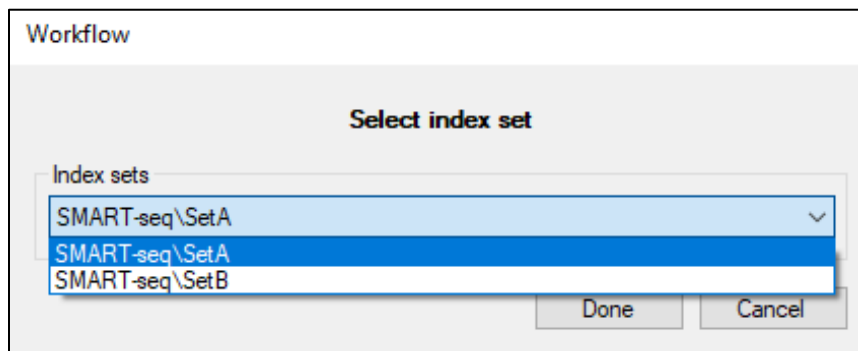 Workflow
Select index set
Index sets
SMART-seq\SetA
SMART-seq\SetA
SMART-seq\SetB
Done Cancel